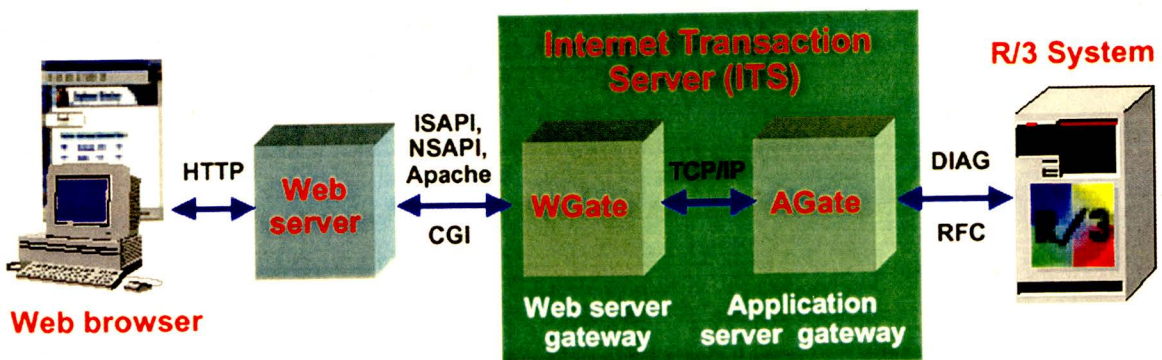 Internet Transaction
Server (ITS)
R/3 System
ISAPI,
NSAPI,
Apache
HTTP
Web
server
CGI
WGate
TCP/IP
AGate
DIAG
RFC
R/3
Web browser
Web server
gateway
Application
server gateway